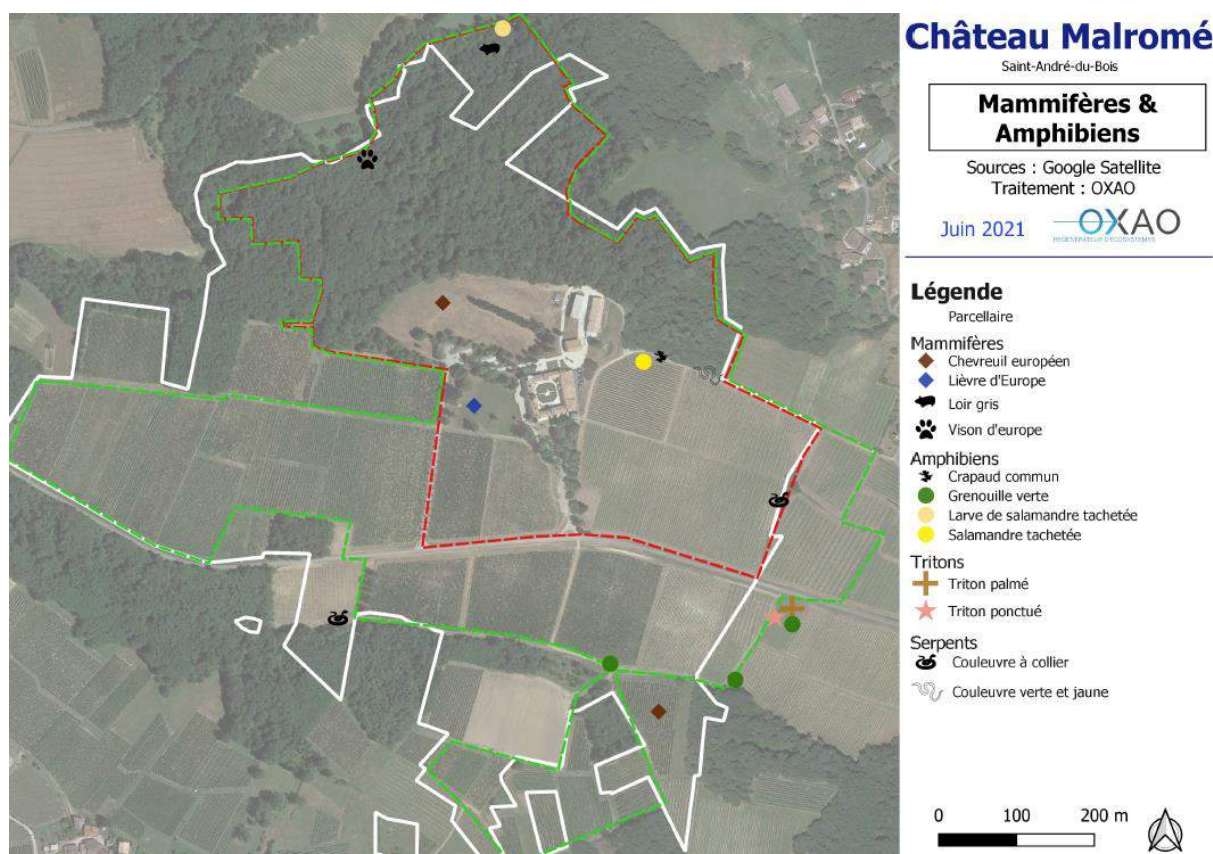 Château Malromé
Saint-André-du-Bois
Mammifères &
Amphibiens
Sources : Google Satellite
Traitement : OXAO
Juin 2021
OXAO
RÉGÉNÉRATEUR D'ÉCOSYSTÈMES
Légende
Parcellaire
Mammifères
Chevreuil européen
Lièvre d'Europe
Loir gris
Vison d'europe
Amphibiens
Crapaud commun
Grenouille verte
Larve de salamandre tachetée
Salamandre tachetée
Tritons
Triton palmé
Triton ponctué
Serpents
Couleuvre à collier
Couleuvre verte et jaune
0 100 200 m